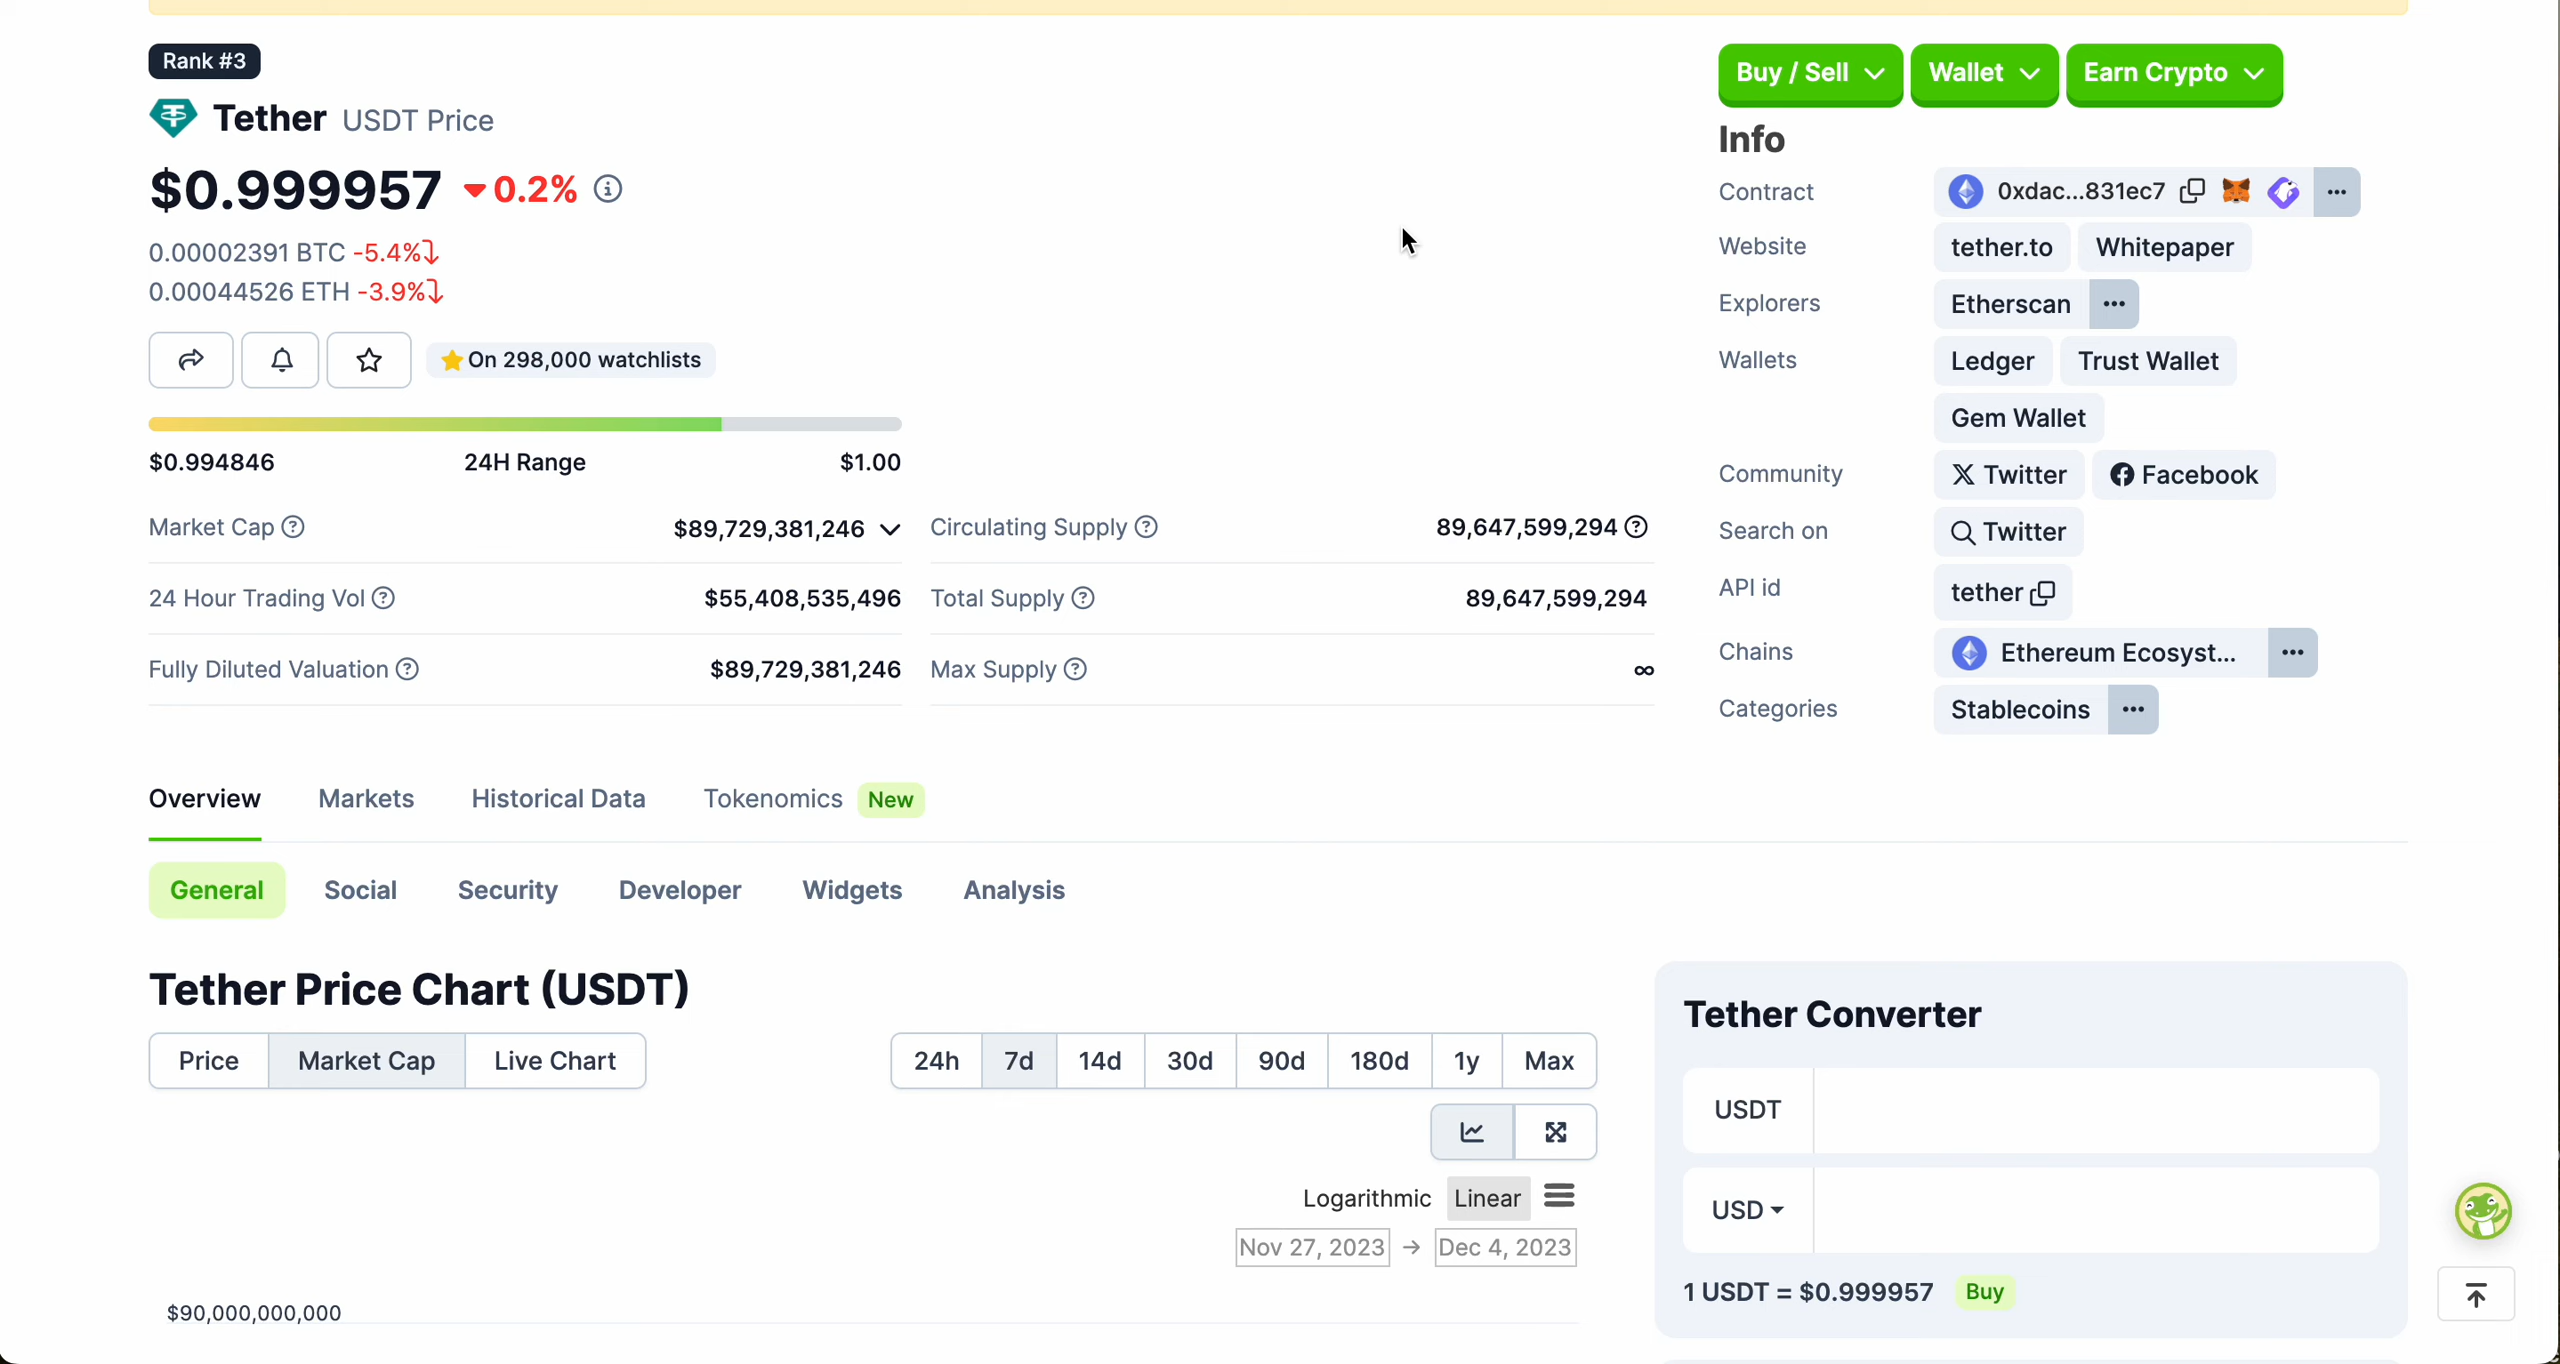 Rank #3
Tether USDT Price
$0.999957 0.2%
0.00002391 BTC -5.4%
0.00044526 ETH -3.9%
On 298,000 watchlists
$0.994846 24H Range $1.00
Market Cap $89,729,381,246
24 Hour Trading Vol $55,408,535,496
Fully Diluted Valuation $89,729,381,246
Circulating Supply 89,647,599,294
Total Supply 89,647,599,294
Max Supply ∞
Buy / Sell Wallet Earn Crypto
Info
Contract 0xdac...831ec7 ...
Website tether.to Whitepaper
Explorers Etherscan ...
Wallets Ledger Trust Wallet
Gem Wallet
Community Twitter Facebook
Search on Twitter
API id tether
Chains Ethereum Ecosyst... ...
Categories Stablecoins ...
Overview Markets Historical Data Tokenomics New
General Social Security Developer Widgets Analysis
Tether Price Chart (USDT)
Price Market Cap Live Chart
24h 7d 14d 30d 90d 180d 1y Max
Logarithmic Linear
Nov 27, 2023 → Dec 4, 2023
$90,000,000,000
Tether Converter
USDT
USD
1 USDT = $0.999957 Buy